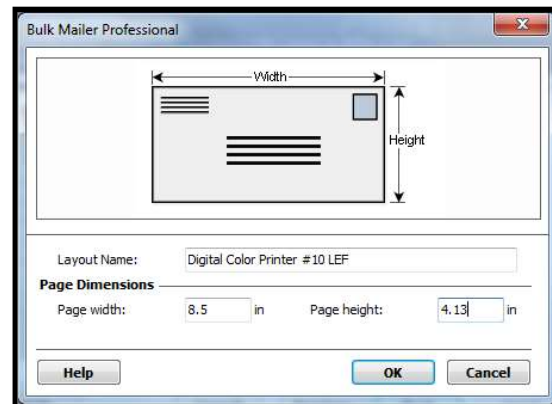 Bulk Mailer Professional
Width
Height
Layout Name: Digital Color Printer #10 LEF
Page Dimensions
Page width: 8.5 in Page height: 4.13 in
Help OK Cancel